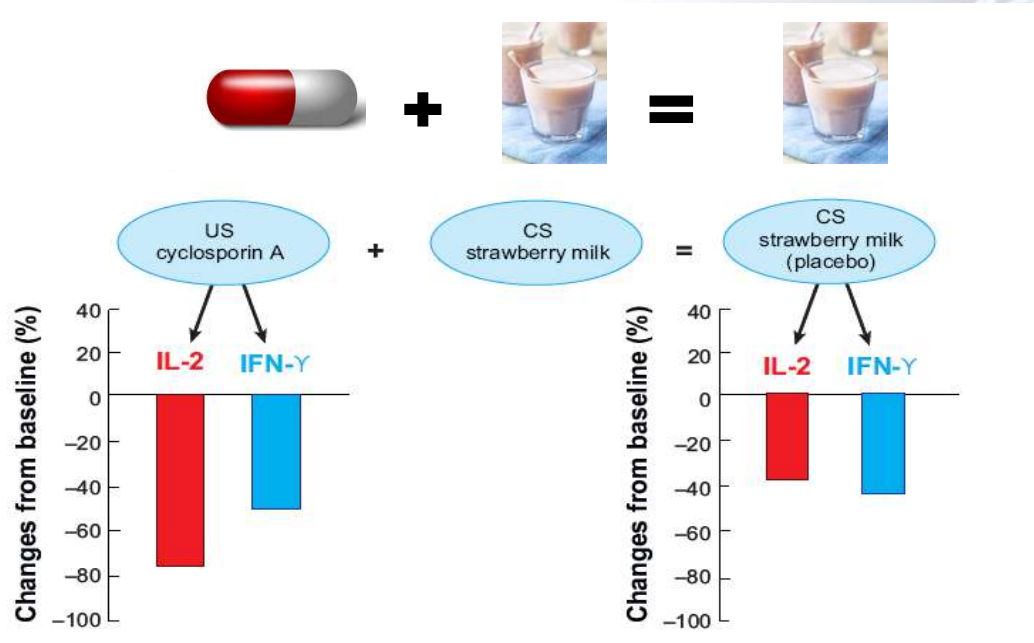 +
=
US
cyclosporin A
+
CS
strawberry milk
=
CS
strawberry milk
(placebo)
Changes from baseline (%)
40
20
0
–20
–40
–60
–80
–100
IL-2 IFN-ϒ
Changes from baseline (%)
40
20
0
–20
–40
–60
–80
–100
IL-2 IFN-ϒ